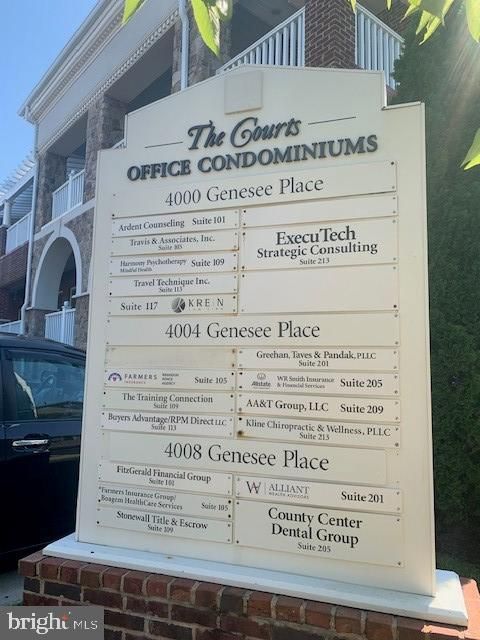 The Courts
OFFICE CONDOMINIUMS
4000 Genesee Place
Ardent Counseling Suite 101
Travis & Associates, Inc.
Suite 105
Harmony Psychotherapy Suite 109
Mindful Health
Travel Technique Inc.
Suite 113
Suite 117 KREIN
ExecuTech
Strategic Consulting
Suite 213
4004 Genesee Place
FARMERS INSURANCE Suite 105
The Training Connection
Suite 109
Buyers Advantage/RPM Direct LLC
Suite 113
Greehan, Taves & Pandak, PLLC
Suite 201
Allstate WR Smith Insurance & Financial Services Suite 205
AA&T Group, LLC Suite 209
Kline Chiropractic & Wellness, PLLC
Suite 213
4008 Genesee Place
FitzGerald Financial Group
Suite 101
Farmers Insurance Group/
Boagem HealthCare Services Suite 105
Stonewall Title & Escrow
Suite 109
ALLIANT Suite 201
WEALTH ADVISORS
County Center
Dental Group
Suite 205
bright MLS